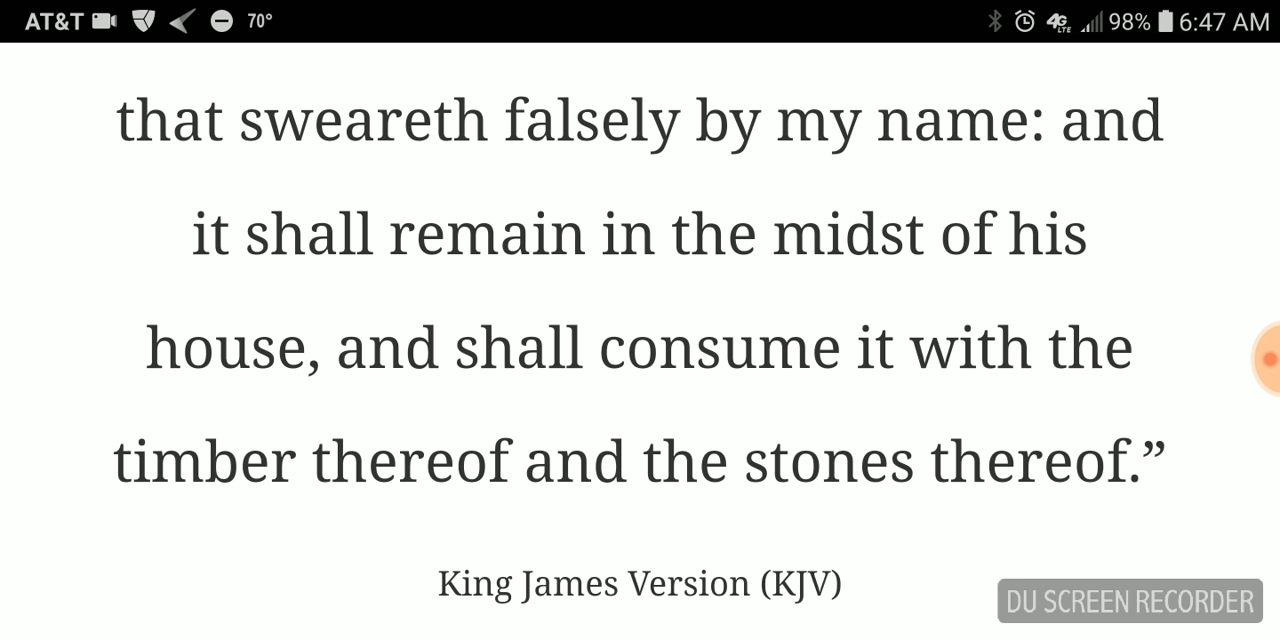 AT&T 70° 4G LTE 98% 6:47 AM
that sweareth falsely by my name: and
it shall remain in the midst of his
house, and shall consume it with the
timber thereof and the stones thereof.”
King James Version (KJV)
DU SCREEN RECORDER